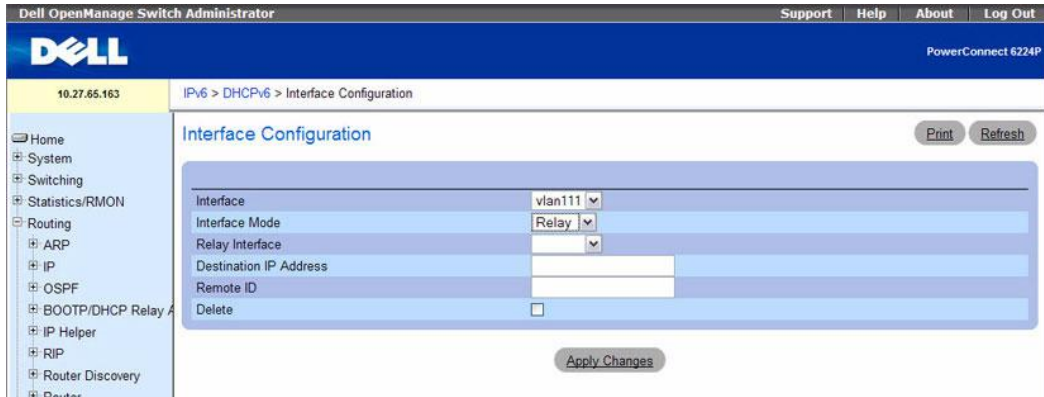 Dell OpenManage Switch Administrator
Support Help About Log Out
DELL
PowerConnect 6224P
10.27.65.163
IPv6 > DHCPv6 > Interface Configuration
Home
System
Switching
Statistics/RMON
Routing
ARP
IP
OSPF
BOOTP/DHCP Relay A
IP Helper
RIP
Router Discovery
Router
Interface Configuration
Print Refresh
Interface vlan111
Interface Mode Relay
Relay Interface
Destination IP Address
Remote ID
Delete
Apply Changes